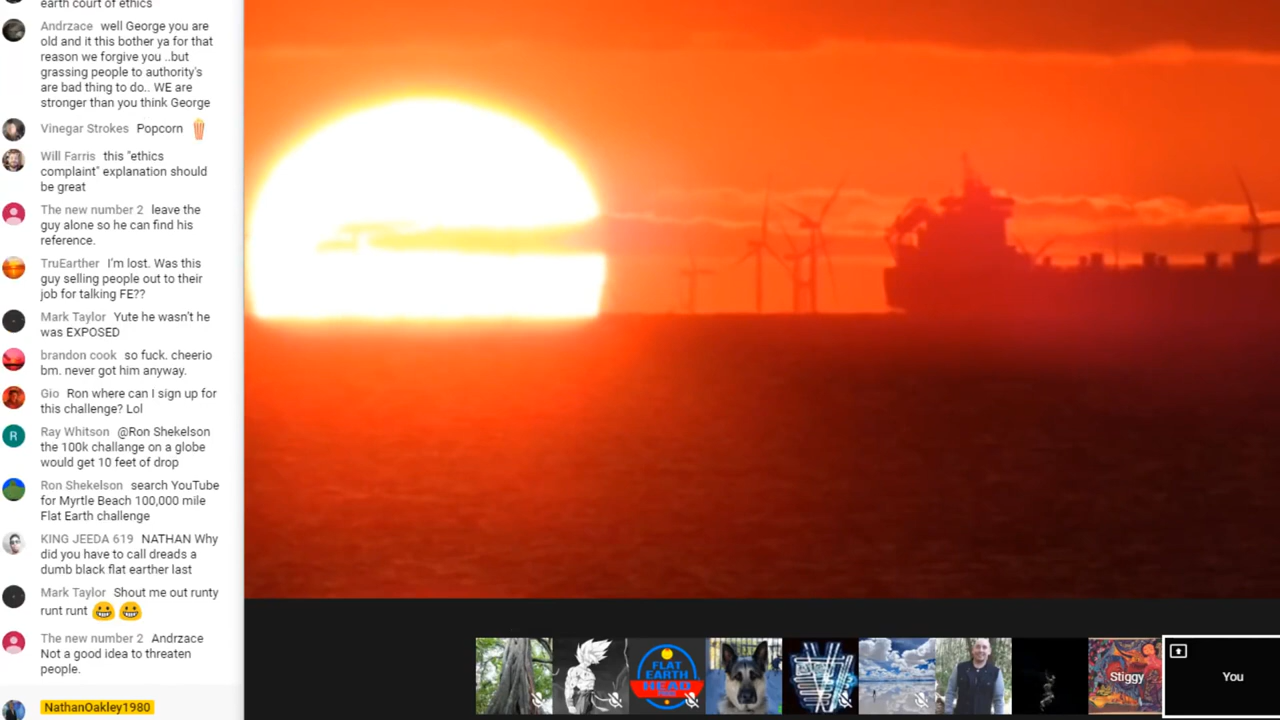 earth court of ethics
Andrzace well George you are
old and it this bother ya for that
reason we forgive you ..but
grassing people to authority's
are bad thing to do.. WE are
stronger than you think George
Vinegar Strokes Popcorn
Will Farris this "ethics
complaint" explanation should
be great
The new number 2 leave the
guy alone so he can find his
reference.
TruEarther I'm lost. Was this
guy selling people out to their
job for talking FE??
Mark Taylor Yute he wasn't he
was EXPOSED
brandon cook so fuck. cheerio
bm. never got him anyway.
Gio Ron where can I sign up for
this challenge? Lol
R
Ray Whitson @Ron Shekelson
the 100k challange on a globe
would get 10 feet of drop
Ron Shekelson search YouTube
for Myrtle Beach 100,000 mile
Flat Earth challenge
KING JEEDA 619 NATHAN Why
did you have to call dreads a
dumb black flat earther last
Mark Taylor Shout me out runty
runt runt
The new number 2 Andrzace
Not a good idea to threaten
people.
NathanOakley1980
FLAT
EARTH
HEAD
Stiggy
You